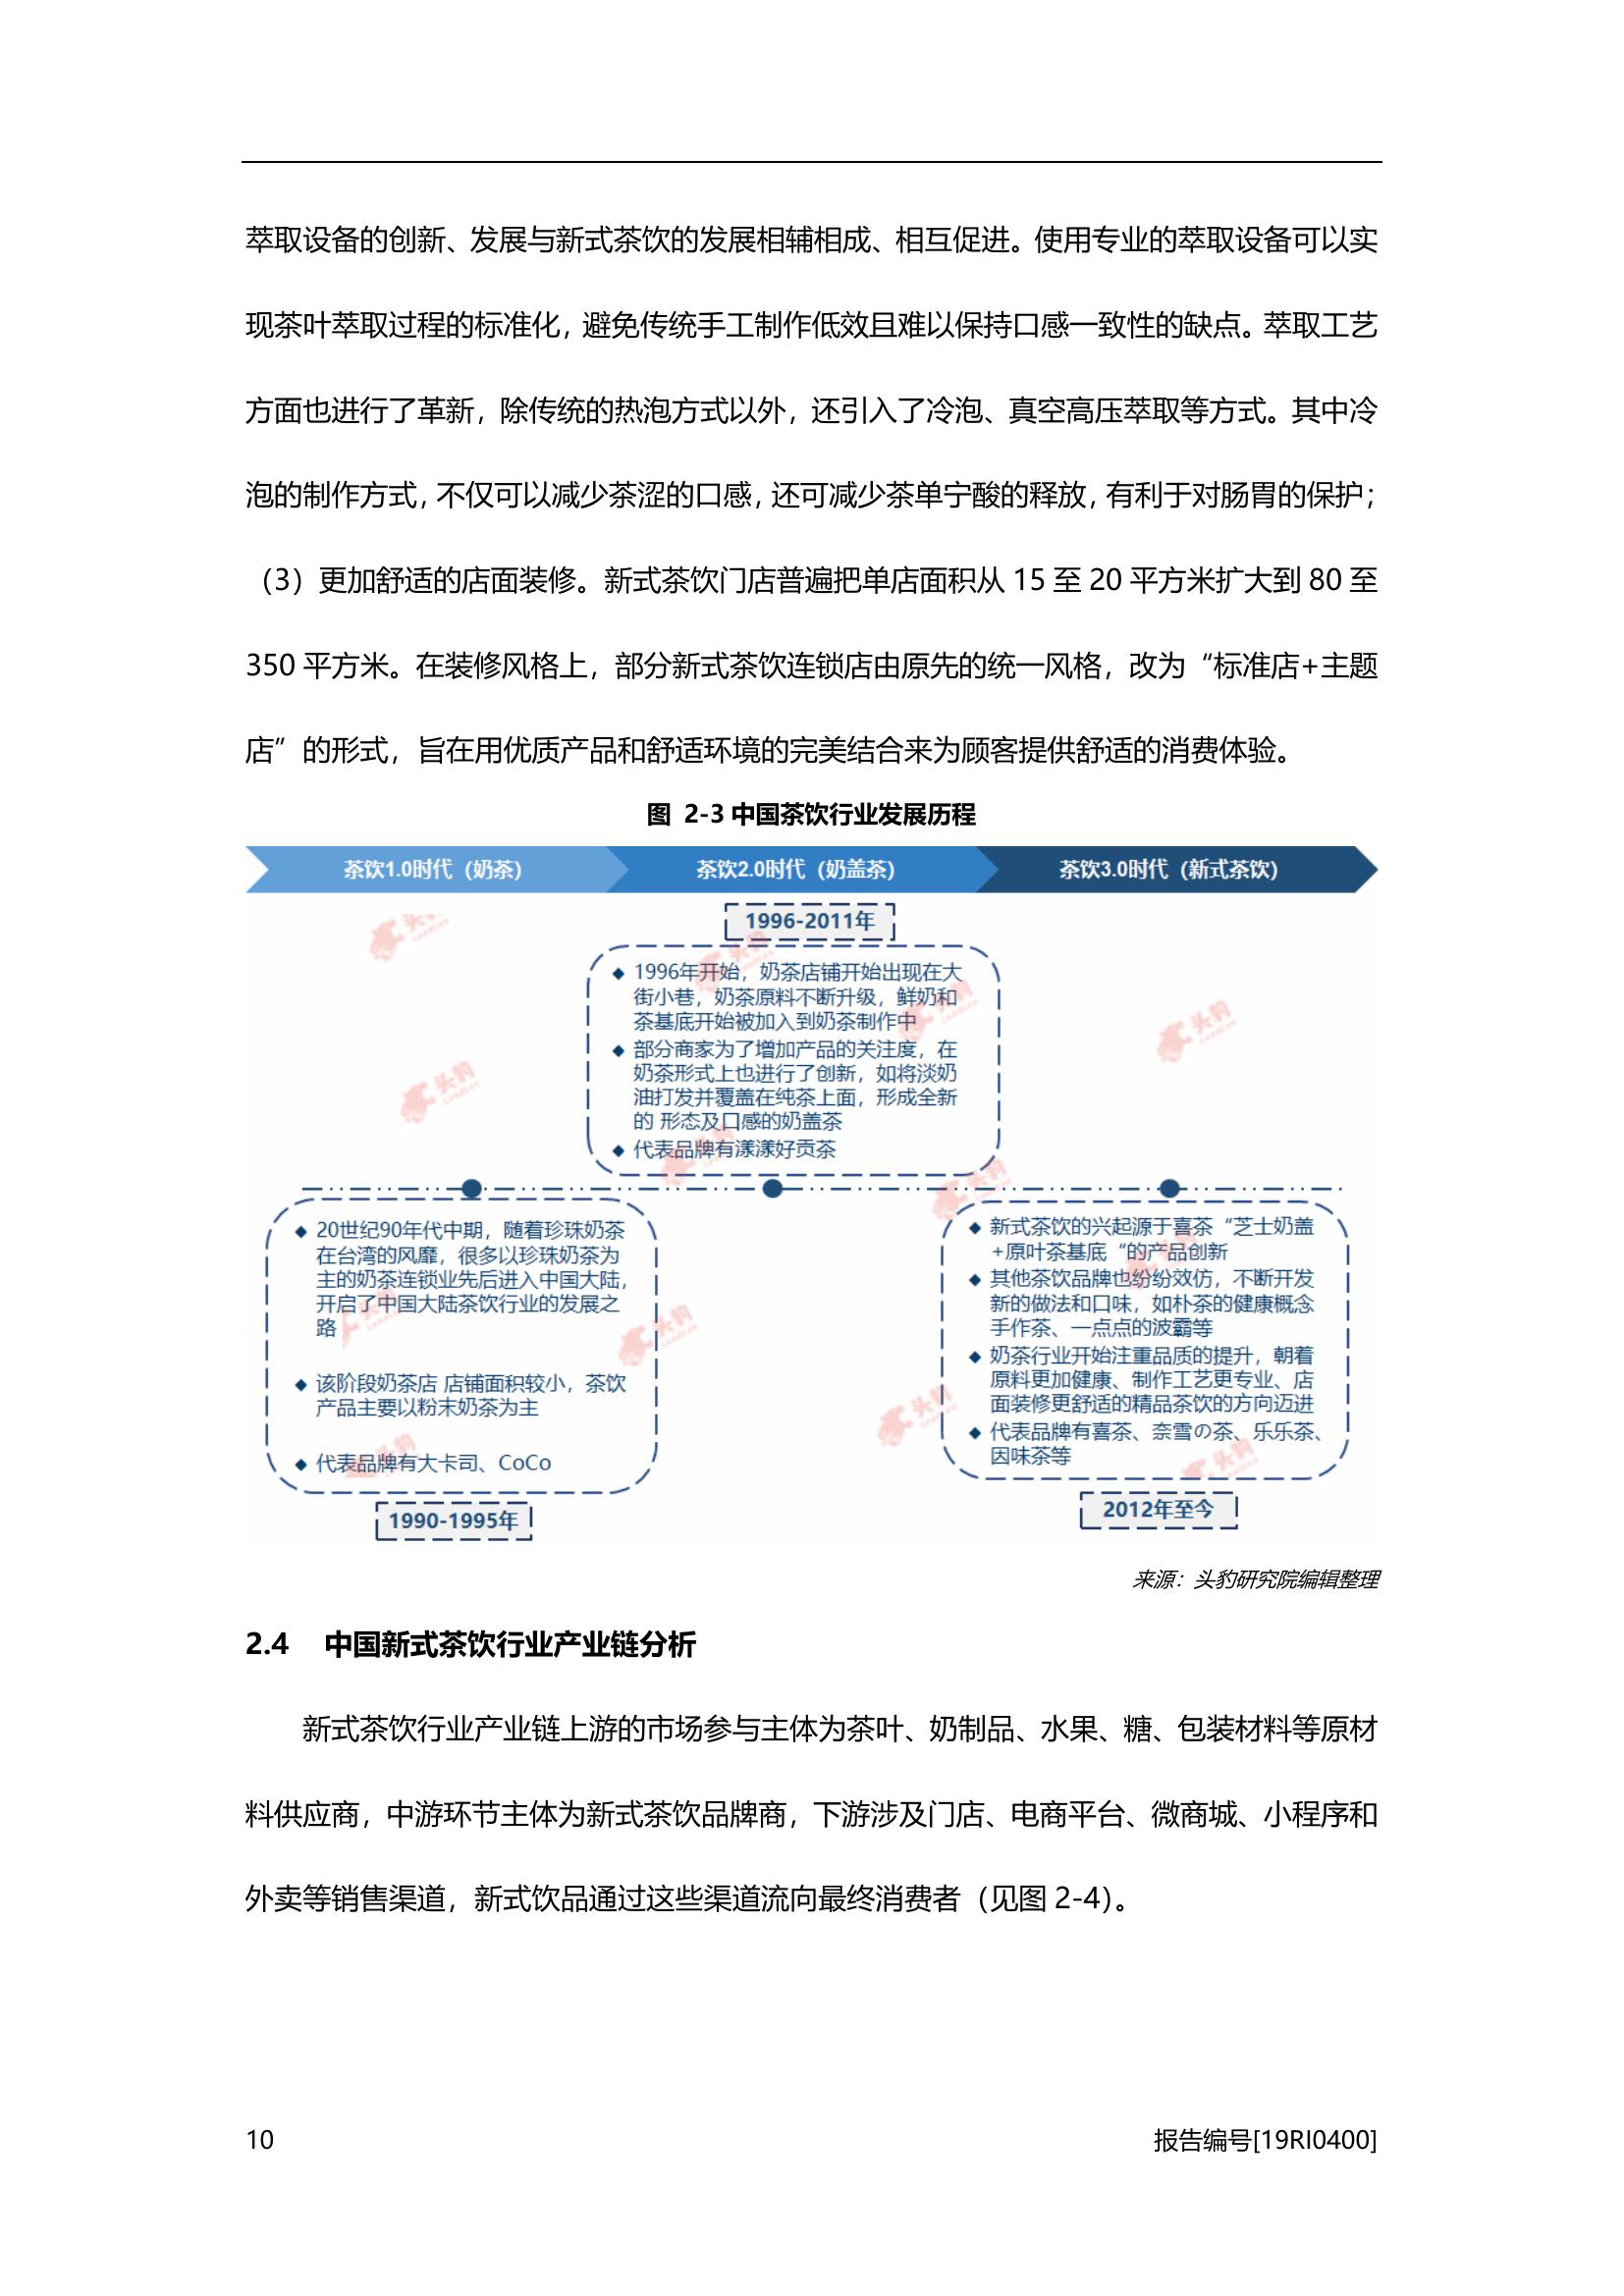 萃取设备的创新、发展与新式茶饮的发展相辅相成、相互促进。使用专业的萃取设备可以实
现茶叶萃取过程的标准化，避免传统手工制作低效且难以保持口感一致性的缺点。萃取工艺
方面也进行了革新，除传统的热泡方式以外，还引入了冷泡、真空高压萃取等方式。其中冷
泡的制作方式，不仅可以减少茶涩的口感，还可减少茶单宁酸的释放，有利于对肠胃的保护；
（3）更加舒适的店面装修。新式茶饮门店普遍把单店面积从 15 至 20 平方米扩大到 80 至
350 平方米。在装修风格上，部分新式茶饮连锁店由原先的统一风格，改为“标准店+主题
店”的形式，旨在用优质产品和舒适环境的完美结合来为顾客提供舒适的消费体验。
图 2-3 中国茶饮行业发展历程
茶饮1.0时代（奶茶）
茶饮2.0时代（奶盖茶）
茶饮3.0时代（新式茶饮）
1996-2011年
◆ 1996年开始，奶茶店铺开始出现在大
街小巷，奶茶原料不断升级，鲜奶和
茶基底开始被加入到奶茶制作中
◆ 部分商家为了增加产品的关注度，在
奶茶形式上也进行了创新，如将淡奶
油打发并覆盖在纯茶上面，形成全新
的 形态及口感的奶盖茶
◆ 代表品牌有漾漾好贡茶
◆ 20世纪90年代中期，随着珍珠奶茶
在台湾的风靡，很多以珍珠奶茶为
主的奶茶连锁业先后进入中国大陆，
开启了中国大陆茶饮行业的发展之
路
◆ 该阶段奶茶店 店铺面积较小，茶饮
产品主要以粉末奶茶为主
◆ 代表品牌有大卡司、CoCo
1990-1995年
◆ 新式茶饮的兴起源于喜茶“芝士奶盖
+原叶茶基底“的产品创新
◆ 其他茶饮品牌也纷纷效仿，不断开发
新的做法和口味，如朴茶的健康概念
手作茶、一点点的波霸等
◆ 奶茶行业开始注重品质的提升，朝着
原料更加健康、制作工艺更专业、店
面装修更舒适的精品茶饮的方向迈进
◆ 代表品牌有喜茶、奈雪の茶、乐乐茶、
因味茶等
2012年至今
来源：头豹研究院编辑整理
2.4 中国新式茶饮行业产业链分析
新式茶饮行业产业链上游的市场参与主体为茶叶、奶制品、水果、糖、包装材料等原材
料供应商，中游环节主体为新式茶饮品牌商，下游涉及门店、电商平台、微商城、小程序和
外卖等销售渠道，新式饮品通过这些渠道流向最终消费者（见图 2-4）。
10
报告编号[19RI0400]